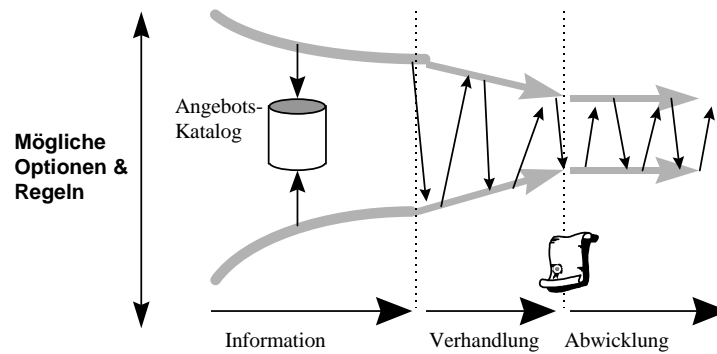 Angebots-
Katalog
Mögliche
Optionen &
Regeln
Information
Verhandlung
Abwicklung